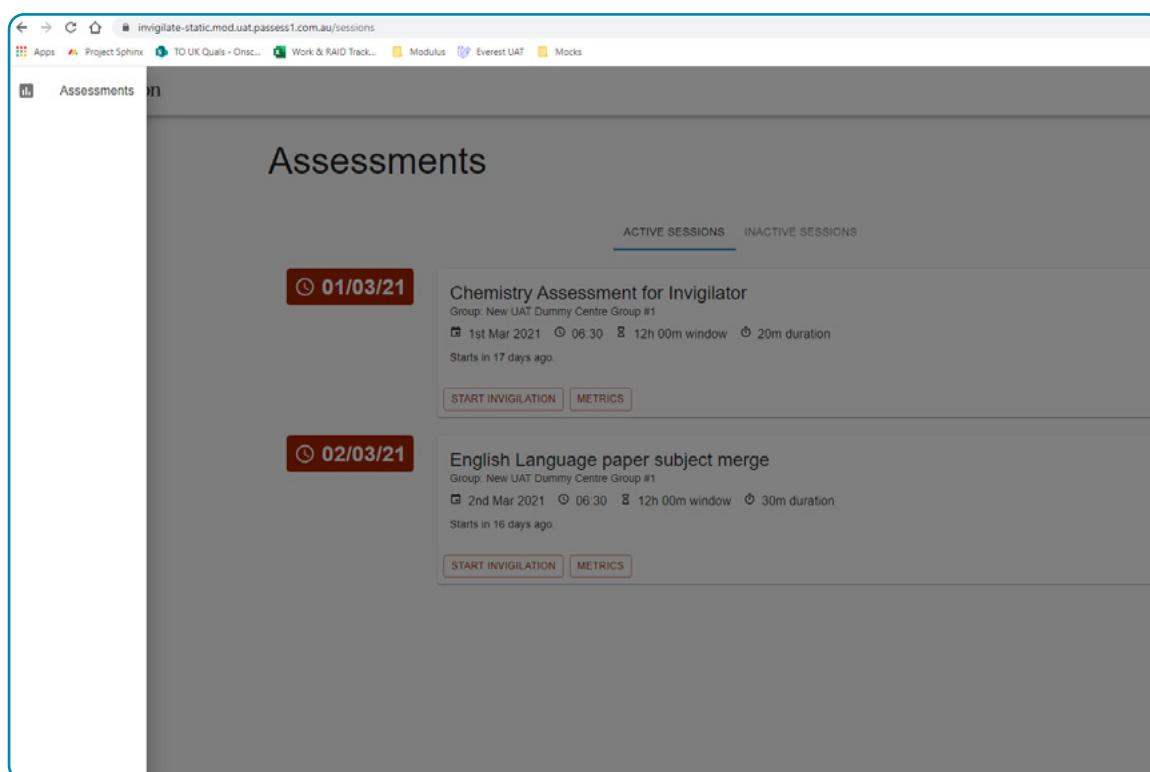 invigilate-static.mod.uat.passess1.com.au/sessions
Apps Project Sphinx TO UK Quals - Onsc... Work & RAID Track... Modulus Everest UAT Mocks
Assessments on
Assessments
ACTIVE SESSIONS INACTIVE SESSIONS
01/03/21
Chemistry Assessment for Invigilator
Group: New UAT Dummy Centre Group #1
1st Mar 2021 06:30 12h 00m window 20m duration
Starts in 17 days ago.
START INVIGILATION METRICS
02/03/21
English Language paper subject merge
Group: New UAT Dummy Centre Group #1
2nd Mar 2021 06:30 12h 00m window 30m duration
Starts in 16 days ago.
START INVIGILATION METRICS